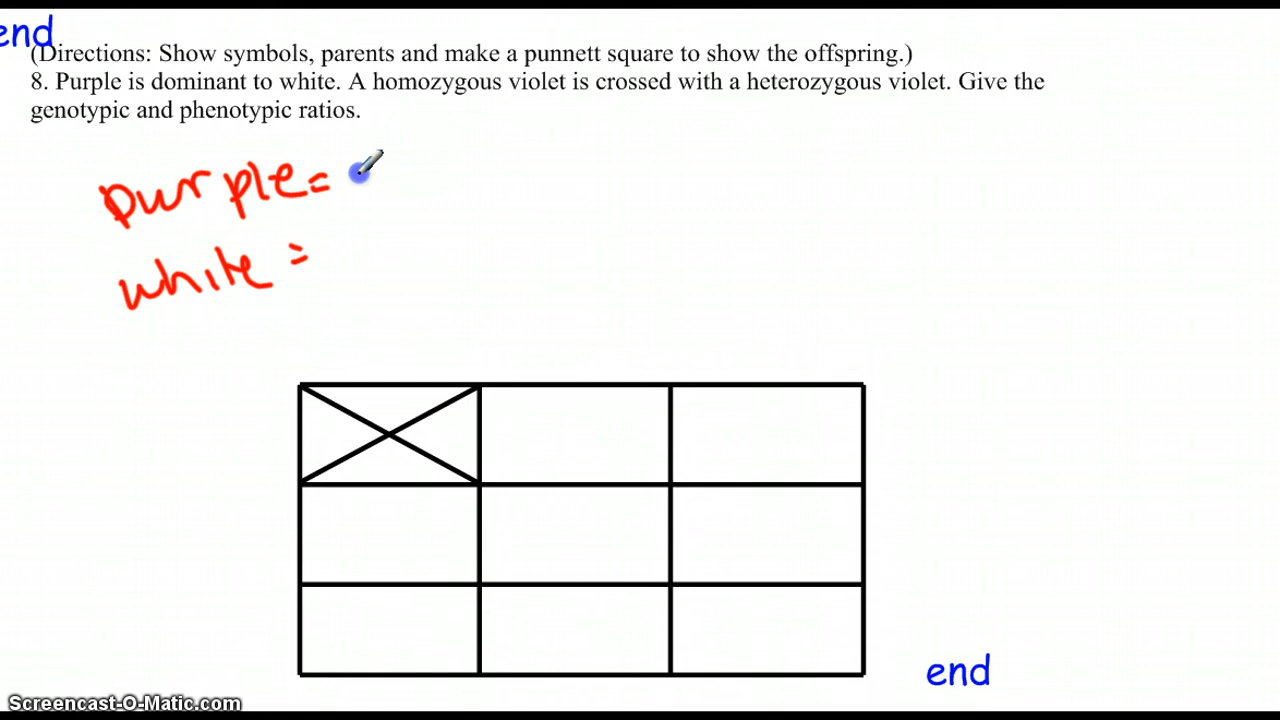 end
(Directions: Show symbols, parents and make a punnett square to show the offspring.)
8. Purple is dominant to white. A homozygous violet is crossed with a heterozygous violet. Give the
genotypic and phenotypic ratios.
purple=
white =
end
Screencast-O-Matic.com